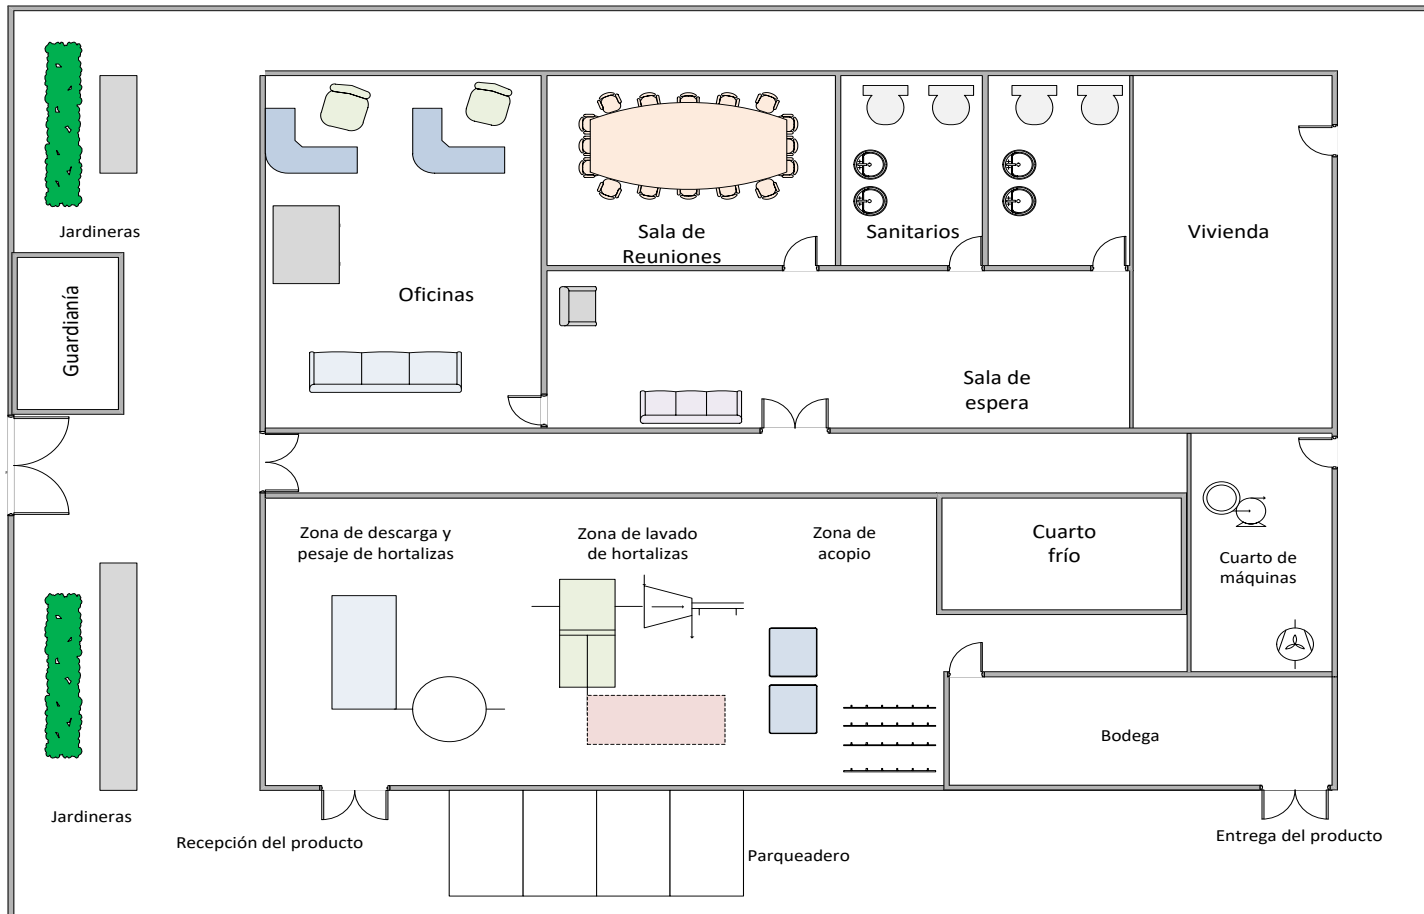 Jardineras
Guardianía
Oficinas
Sala de
Reuniones
Sanitarios
Vivienda
Sala de
espera
Zona de descarga y
pesaje de hortalizas
Zona de lavado
de hortalizas
Zona de
acopio
Cuarto
frío
Cuarto de
máquinas
Bodega
Jardineras
Recepción del producto
Parqueadero
Entrega del producto